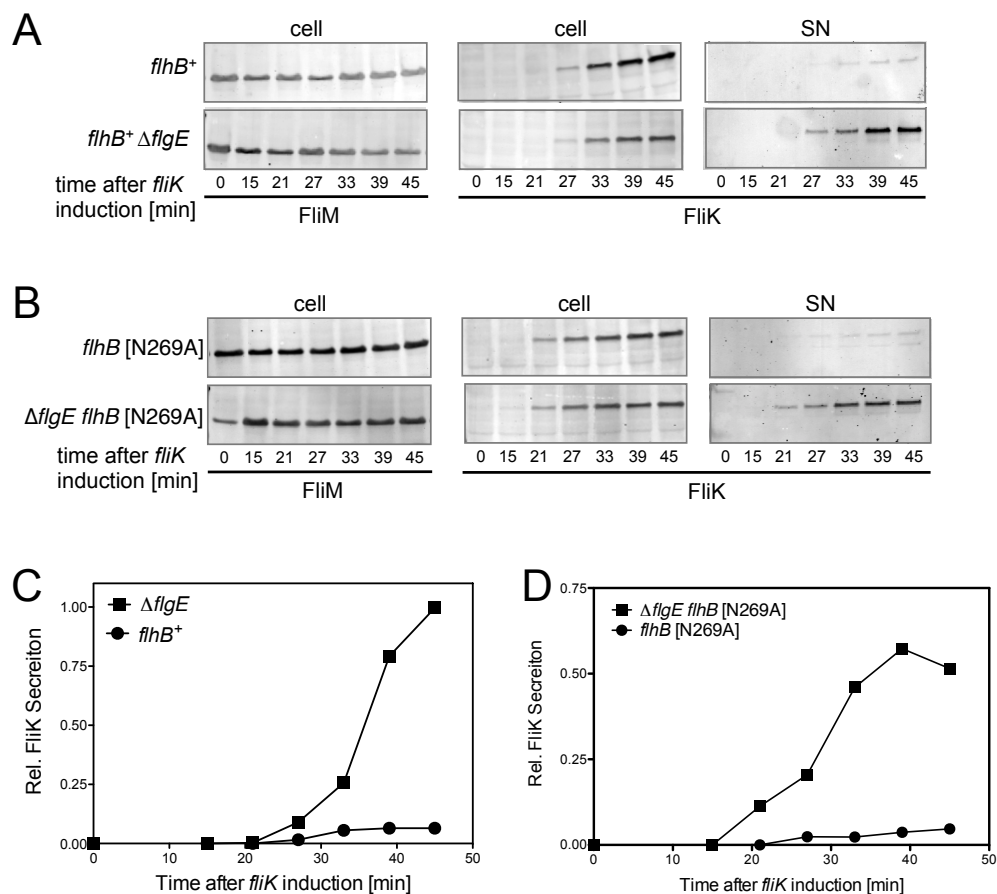 A
cell
cell
SN
flhB⁺
flhB⁺ ΔflgE
time after fliK
induction [min]
0 15 21 27 33 39 45
0 15 21 27 33 39 45
0 15 21 27 33 39 45
FliM
FliK
B
cell
cell
SN
flhB [N269A]
ΔflgE flhB [N269A]
time after fliK
induction [min]
0 15 21 27 33 39 45
0 15 21 27 33 39 45
0 15 21 27 33 39 45
FliM
FliK
C
Rel. FliK Secreiton
1.00
0.75
0.50
0.25
0.00
ΔflgE
flhB⁺
0 10 20 30 40 50
Time after fliK induction [min]
D
Rel. FliK Secreiton
0.75
0.50
0.25
0.00
ΔflgE flhB [N269A]
flhB [N269A]
0 10 20 30 40 50
Time after fliK induction [min]